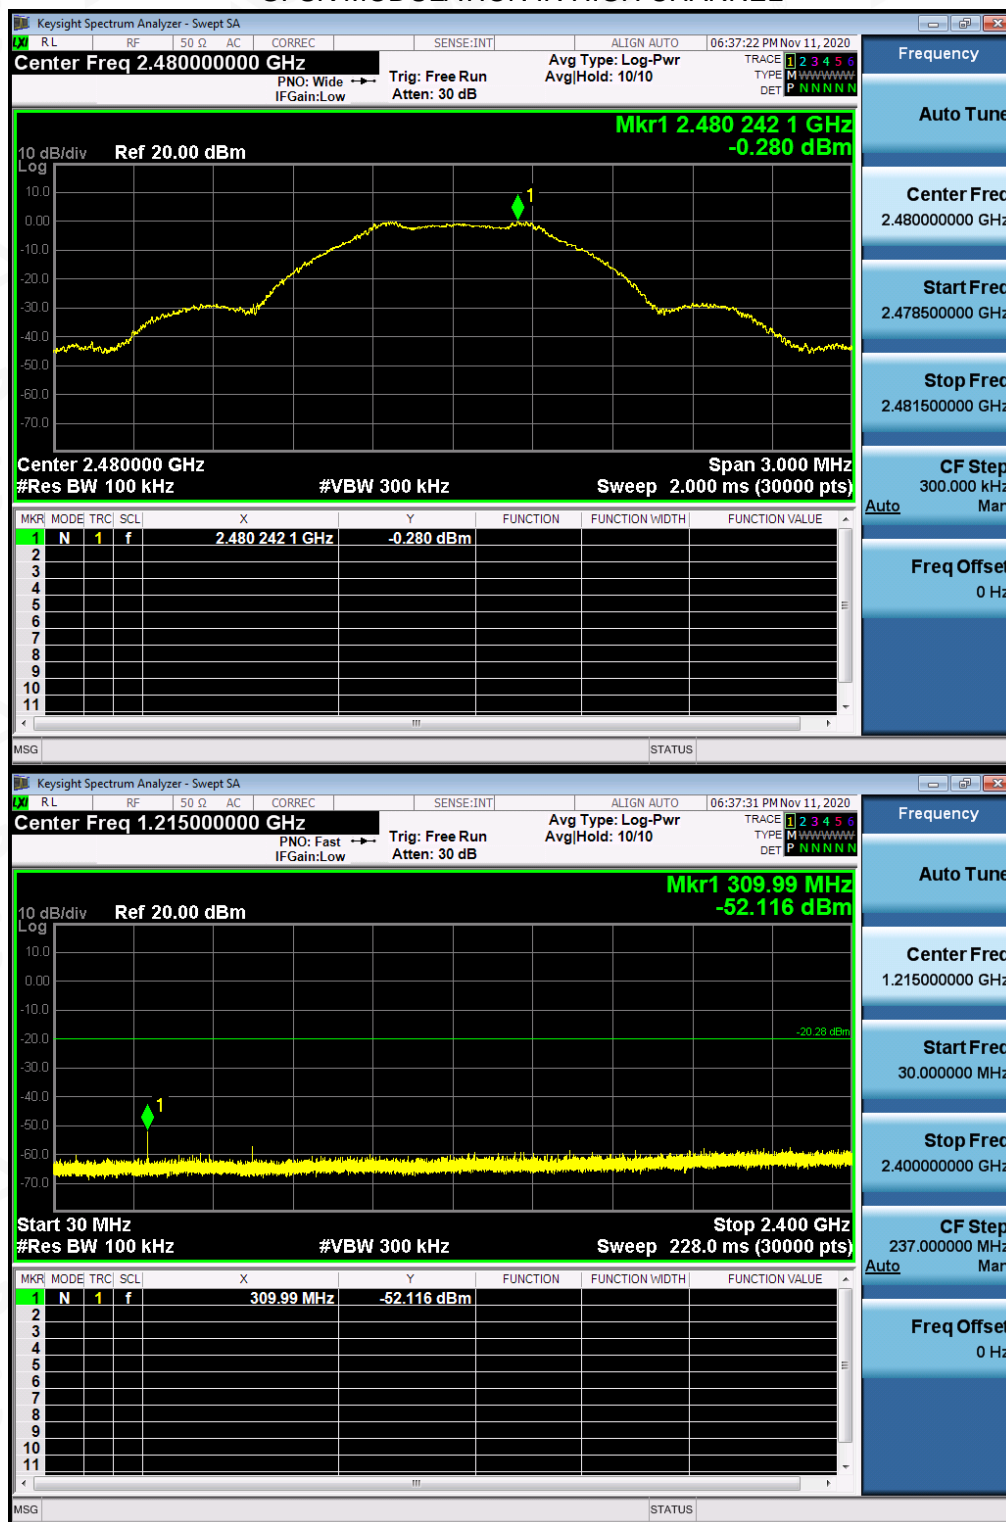 Keysight Spectrum Analyzer - Swept SA
LXI RL RF 50 Ω AC CORREC SENSE:INT ALIGN AUTO 06:37:22 PM Nov 11, 2020
Center Freq 2.480000000 GHz
PNO: Wide
IFGain:Low
Trig: Free Run
Atten: 30 dB
Avg Type: Log-Pwr
Avg|Hold: 10/10
TRACE 1 2 3 4 5 6
TYPE M WWWWW
DET P N N N N N
Mkr1 2.480 242 1 GHz
-0.280 dBm
10 dB/div Ref 20.00 dBm
Log
10.0
0.00
-10.0
-20.0
-30.0
-40.0
-50.0
-60.0
-70.0
1
Center 2.480000 GHz Span 3.000 MHz
#Res BW 100 kHz #VBW 300 kHz Sweep 2.000 ms (30000 pts)
MKR MODE TRC SCL X Y FUNCTION FUNCTION WIDTH FUNCTION VALUE
1 N 1 f 2.480 242 1 GHz -0.280 dBm
2
3
4
5
6
7
8
9
10
11
MSG STATUS
Frequency
Auto Tune
Center Freq
2.480000000 GHz
Start Freq
2.478500000 GHz
Stop Freq
2.481500000 GHz
CF Step
300.000 kHz
Auto Man
Freq Offset
0 Hz
Keysight Spectrum Analyzer - Swept SA
LXI RL RF 50 Ω AC CORREC SENSE:INT ALIGN AUTO 06:37:31 PM Nov 11, 2020
Center Freq 1.215000000 GHz
PNO: Fast
IFGain:Low
Trig: Free Run
Atten: 30 dB
Avg Type: Log-Pwr
Avg|Hold: 10/10
TRACE 1 2 3 4 5 6
TYPE M WWWWW
DET P N N N N N
Mkr1 309.99 MHz
-52.116 dBm
10 dB/div Ref 20.00 dBm
Log
10.0
0.00
-10.0
-20.0
-30.0
-40.0
-50.0
-60.0
-70.0
-20.28 dBm
1
Start 30 MHz Stop 2.400 GHz
#Res BW 100 kHz #VBW 300 kHz Sweep 228.0 ms (30000 pts)
MKR MODE TRC SCL X Y FUNCTION FUNCTION WIDTH FUNCTION VALUE
1 N 1 f 309.99 MHz -52.116 dBm
2
3
4
5
6
7
8
9
10
11
MSG STATUS
Frequency
Auto Tune
Center Freq
1.215000000 GHz
Start Freq
30.000000 MHz
Stop Freq
2.400000000 GHz
CF Step
237.000000 MHz
Auto Man
Freq Offset
0 Hz